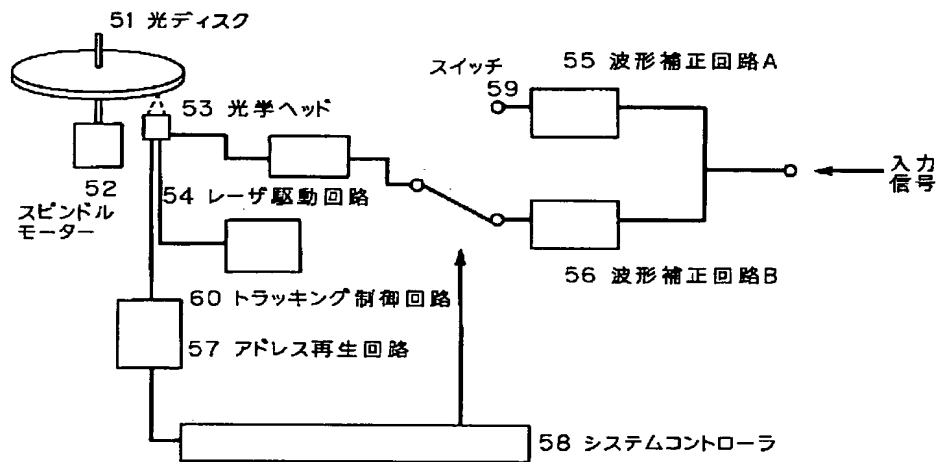 51 光ディスク
スイッチ
59
55 波形補正回路A
53 光学ヘッド
52
スピンドル
モーター
54 レーザ駆動回路
入力
信号
56 波形補正回路B
60 トラッキング制御回路
57 アドレス再生回路
58 システムコントローラ